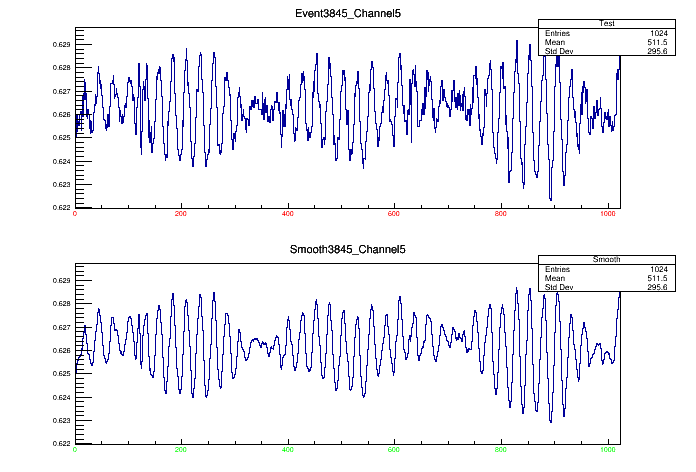 Event3845_Channel5
Test
Entries 1024
Mean 511.5
Std Dev 295.6
0.629
0.628
0.627
0.626
0.625
0.624
0.623
0.622
0 200 400 600 800 1000
Smooth3845_Channel5
Smooth
Entries 1024
Mean 511.5
Std Dev 295.6
0.629
0.628
0.627
0.626
0.625
0.624
0.623
0.622
0 200 400 600 800 1000